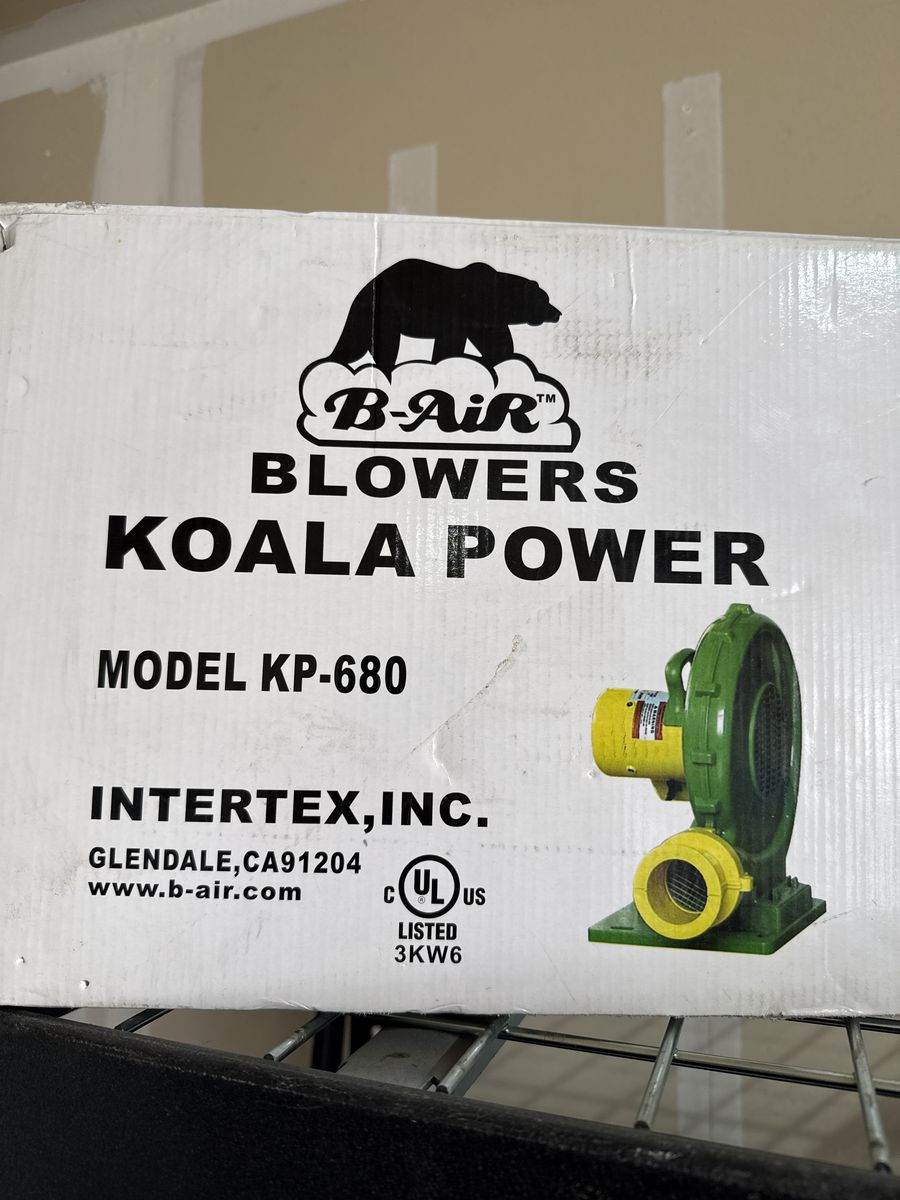 B-AiR™
BLOWERS
KOALA POWER
MODEL KP-680
INTERTEX,INC.
GLENDALE,CA91204
www.b-air.com
C UL® US
LISTED
3KW6